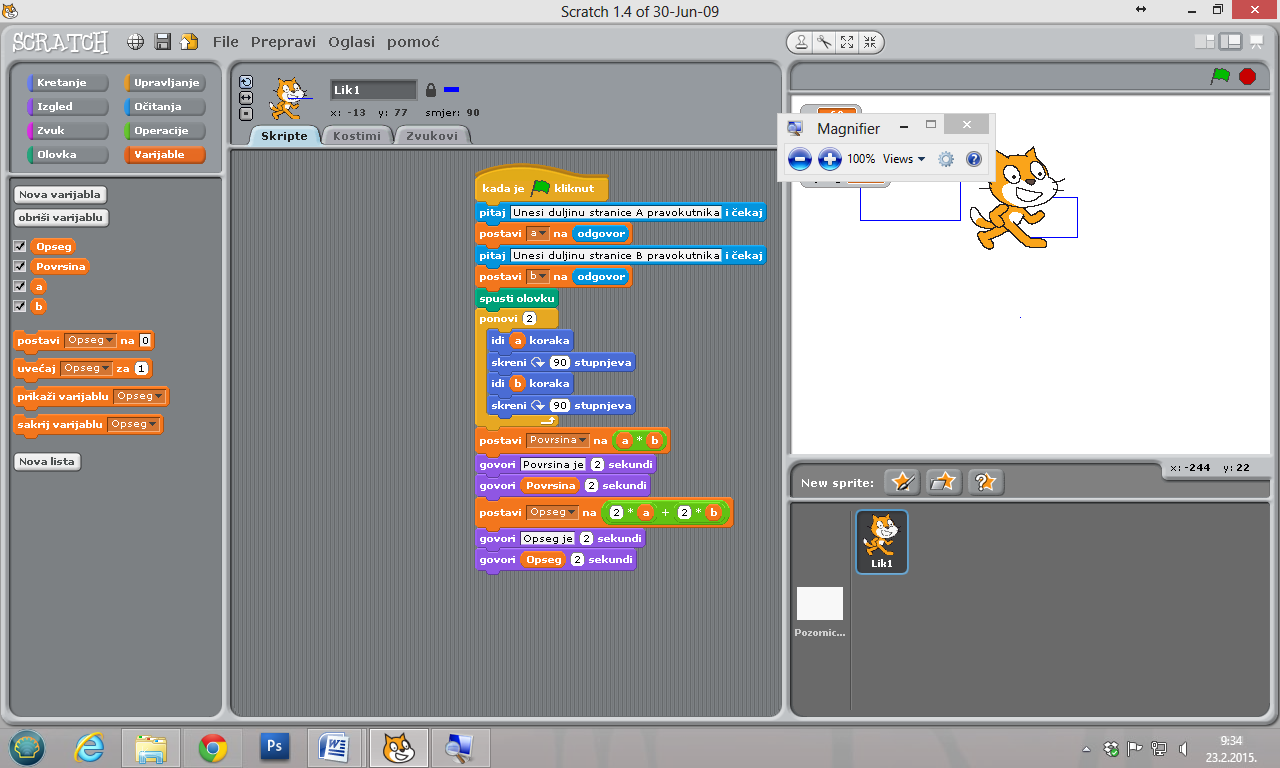 Scratch 1.4 of 30-Jun-09
SCRATCH
File Prepravi Oglasi pomoć
Kretanje Upravljanje
Izgled Očitanja
Zvuk Operacije
Olovka Varijable
Nova varijabla
obriši varijablu
Opseg
Povrsina
a
b
postavi Opseg na 0
uvećaj Opseg za 1
prikaži varijablu Opseg
sakrij varijablu Opseg
Nova lista
Lik1
x: -13 y: 77 smjer: 90
Skripte Kostimi Zvukovi
kada je kliknut
pitaj Unesi duljinu stranice A pravokutnika i čekaj
postavi a na odgovor
pitaj Unesi duljinu stranice B pravokutnika i čekaj
postavi b na odgovor
spusti olovku
ponovi 2
idi a koraka
skreni 90 stupnjeva
idi b koraka
skreni 90 stupnjeva
postavi Povrsina na a * b
govori Povrsina je 2 sekundi
govori Povrsina 2 sekundi
postavi Opseg na 2 * a + 2 * b
govori Opseg je 2 sekundi
govori Opseg 2 sekundi
Magnifier
100% Views
x: -244 y: 22
New sprite:
Lik1
Pozornic...
Ps
9:34
23.2.2015.